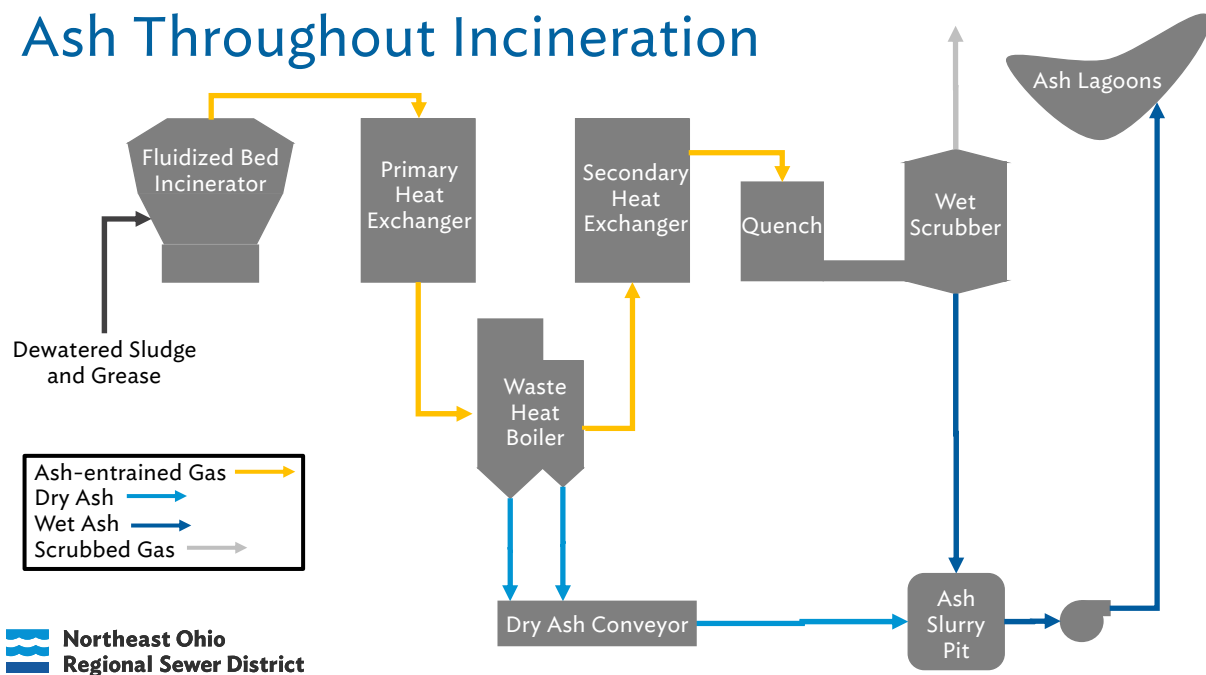 Ash Throughout Incineration
Ash Lagoons
Fluidized Bed
Incinerator
Primary
Heat
Exchanger
Secondary
Heat
Exchanger
Quench
Wet
Scrubber
Dewatered Sludge
and Grease
Waste
Heat
Boiler
Ash-entrained Gas
Dry Ash
Wet Ash
Scrubbed Gas
Dry Ash Conveyor
Ash
Slurry
Pit
Northeast Ohio
Regional Sewer District